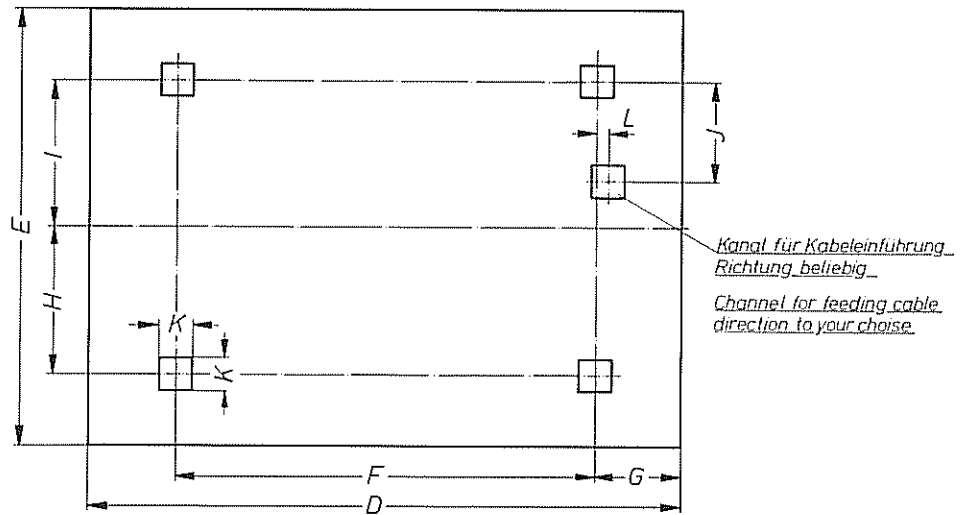 L
J
I
E
Kanal für Kabeleinführung
Richtung beliebig
H
Channel for feeding cable
direction to your choise
K
K
F
G
D